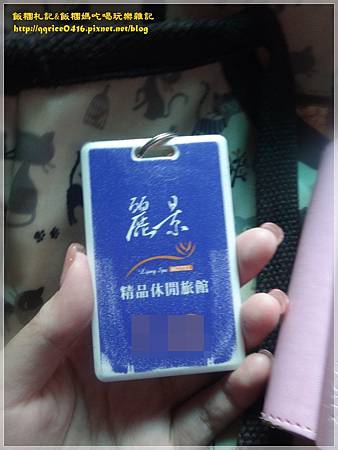 飯糰札記&飯糰媽吃喝玩樂雜記
http://qqrice0416.pixnet.net/blog
麗景
Lijing Spa MOTEL
精品休閒旅館